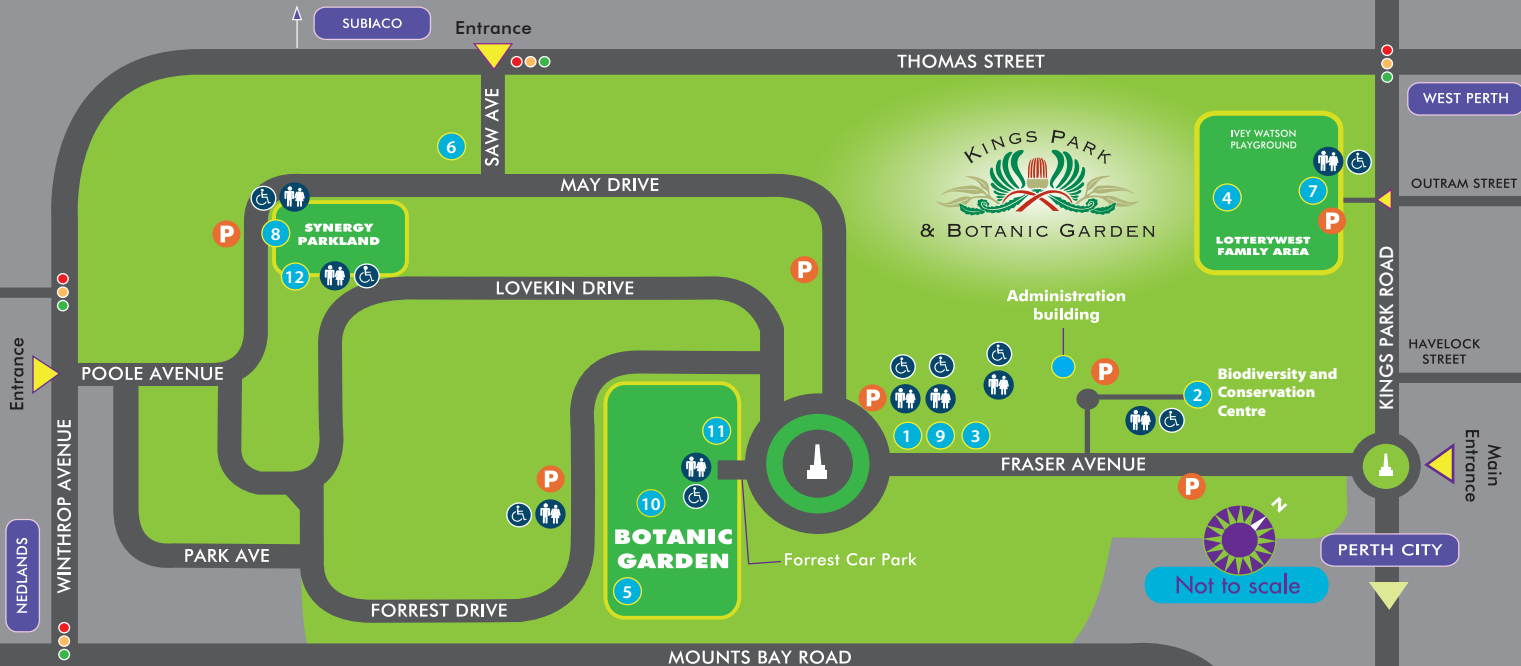 SUBIACO
Entrance
THOMAS STREET
WEST PERTH
SAW AVE
6
KINGS PARK
& BOTANIC GARDEN
IVEY WATSON
PLAYGROUND
4
7
P
LOTTERYWEST
FAMILY AREA
OUTRAM STREET
MAY DRIVE
P
8
SYNERGY
PARKLAND
12
P
LOVEKIN DRIVE
Administration
building
KINGS PARK ROAD
HAVELOCK
STREET
Entrance
POOLE AVENUE
WINTHROP AVENUE
P
P
2
Biodiversity and
Conservation
Centre
1
9
3
11
FRASER AVENUE
Main
Entrance
P
P
10
BOTANIC
GARDEN
5
Forrest Car Park
N
Not to scale
PERTH CITY
NEDLANDS
PARK AVE
FORREST DRIVE
MOUNTS BAY ROAD